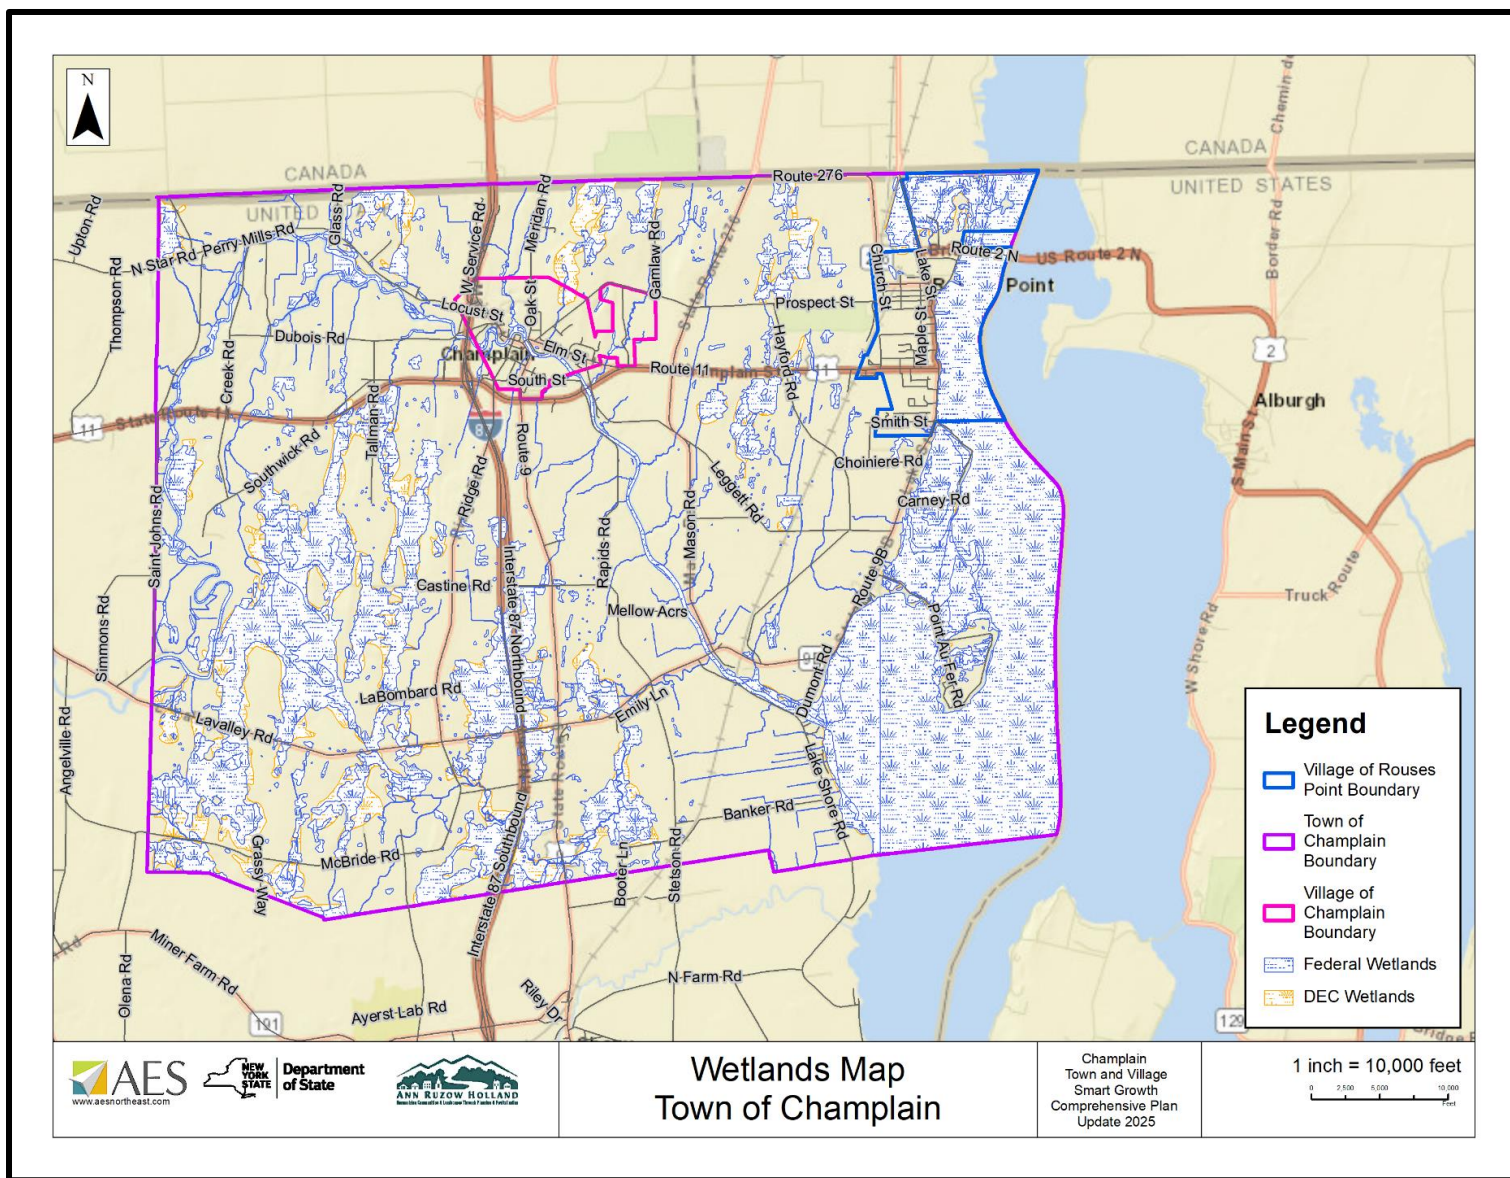 N
CANADA
CANADA
UNITED STATES
Route 276
Upton Rd
N Star Rd
Perry Mills Rd
Glass Rd
W Service Rd
Meridan Rd
Gamlaw Rd
State Route 276
Church St
Lake St
Route 2 N
US Route 2 N
Point
Border Rd
Chemin de
Thompson Rd
Locust St
Oak St
Prospect St
Maple St
Dubois Rd
Creek Rd
Champlain
Elm St
South St
Route 11
Hayford Rd
11
2
Alburgh
Tallman Rd
11
State Route 11
87
Route 9
Smith St
S Main St
Southwick Rd
Ridge Rd
Leggett Rd
Choiniere Rd
Carney Rd
Saint Johns Rd
Mason Rd
Rapids Rd
Castine Rd
Interstate 87 Northbound
Mellow Acrs
Route 9B
Point Au Fer Rd
Truck Route
Simmons Rd
W Shore Rd
LaBombard Rd
Emily Ln
Dumont Rd
Lavalley Rd
Angelville Rd
Lake Shore Rd
Banker Rd
McBride Rd
Grassy Way
Interstate 87 Southbound
Booter Ln
Stetson Rd
Miner Farm Rd
Olena Rd
N Farm Rd
Riley Dr
Ayerst Lab Rd
191
129
Legend
Village of Rouses
Point Boundary
Town of
Champlain
Boundary
Village of
Champlain
Boundary
Federal Wetlands
DEC Wetlands
AES
www.aesnortheast.com
NEW
YORK
STATE
Department
of State
ANN RUZOW HOLLAND
Wetlands Map
Town of Champlain
Champlain
Town and Village
Smart Growth
Comprehensive Plan
Update 2025
1 inch = 10,000 feet
0 2,500 5,000 10,000
Feet